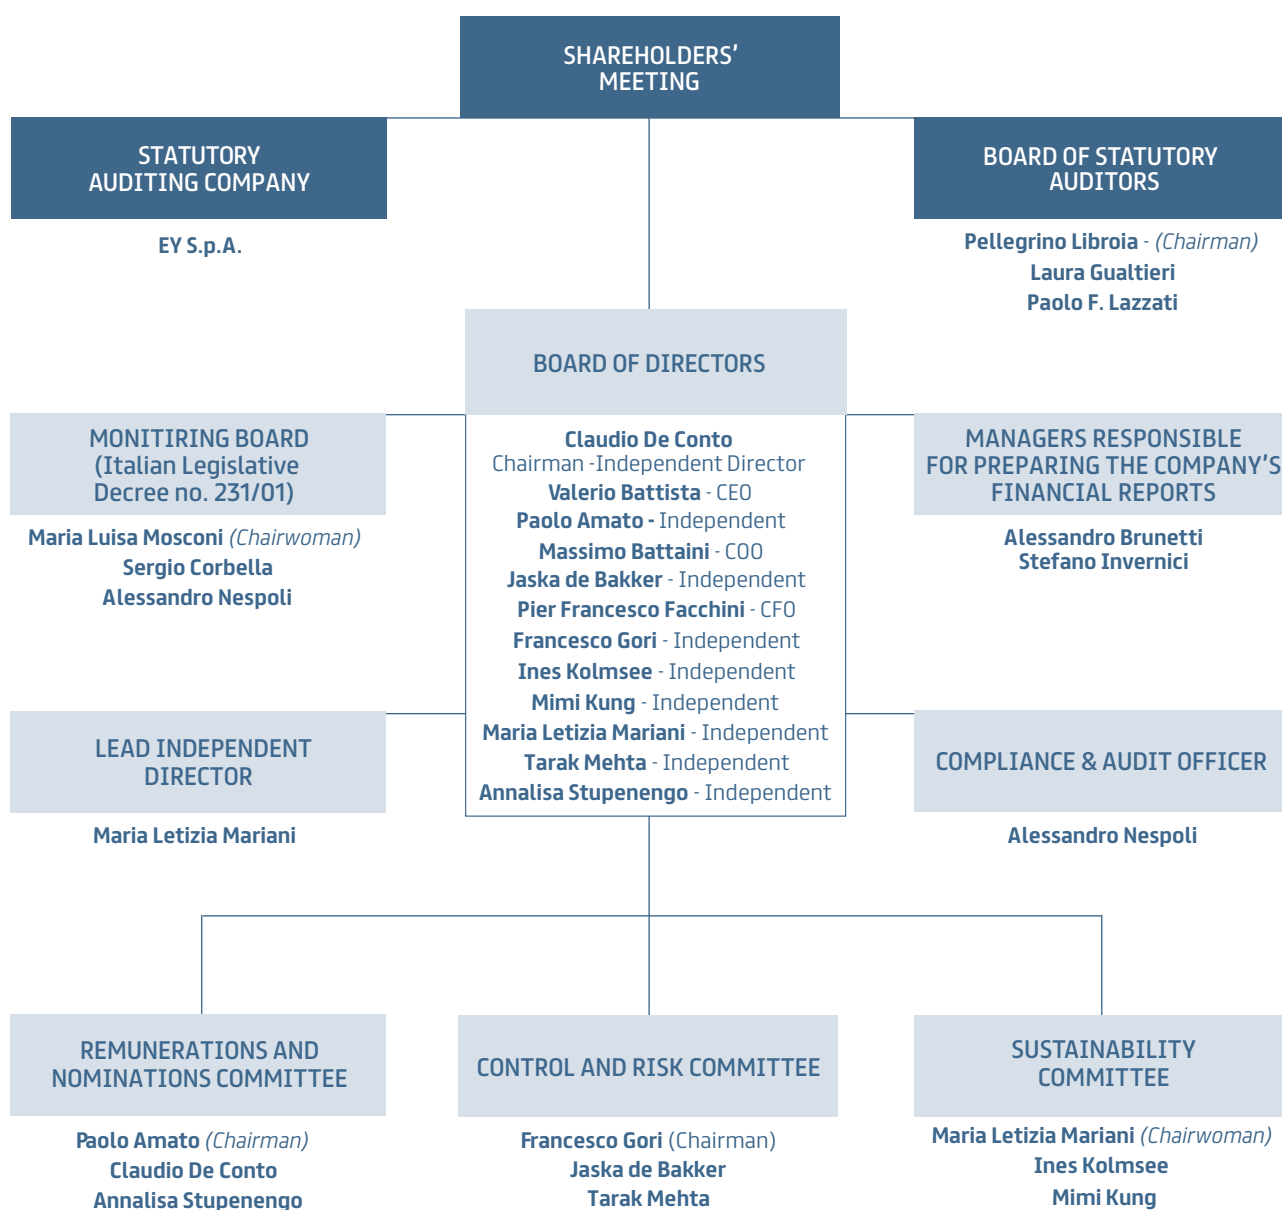 SHAREHOLDERS'
MEETING
STATUTORY
AUDITING COMPANY
EY S.p.A.
BOARD OF STATUTORY
AUDITORS
Pellegrino Libroia - (Chairman)
Laura Gualtieri
Paolo F. Lazzati
BOARD OF DIRECTORS
Claudio De Conto
Chairman -Independent Director
Valerio Battista - CEO
Paolo Amato - Independent
Massimo Battaini - COO
Jaska de Bakker - Independent
Pier Francesco Facchini - CFO
Francesco Gori - Independent
Ines Kolmsee - Independent
Mimi Kung - Independent
Maria Letizia Mariani - Independent
Tarak Mehta - Independent
Annalisa Stupenengo - Independent
MONITIRING BOARD
(Italian Legislative
Decree no. 231/01)
Maria Luisa Mosconi (Chairwoman)
Sergio Corbella
Alessandro Nespoli
MANAGERS RESPONSIBLE
FOR PREPARING THE COMPANY'S
FINANCIAL REPORTS
Alessandro Brunetti
Stefano Invernici
LEAD INDEPENDENT
DIRECTOR
Maria Letizia Mariani
COMPLIANCE & AUDIT OFFICER
Alessandro Nespoli
REMUNERATIONS AND
NOMINATIONS COMMITTEE
Paolo Amato (Chairman)
Claudio De Conto
Annalisa Stupenengo
CONTROL AND RISK COMMITTEE
Francesco Gori (Chairman)
Jaska de Bakker
Tarak Mehta
SUSTAINABILITY
COMMITTEE
Maria Letizia Mariani (Chairwoman)
Ines Kolmsee
Mimi Kung